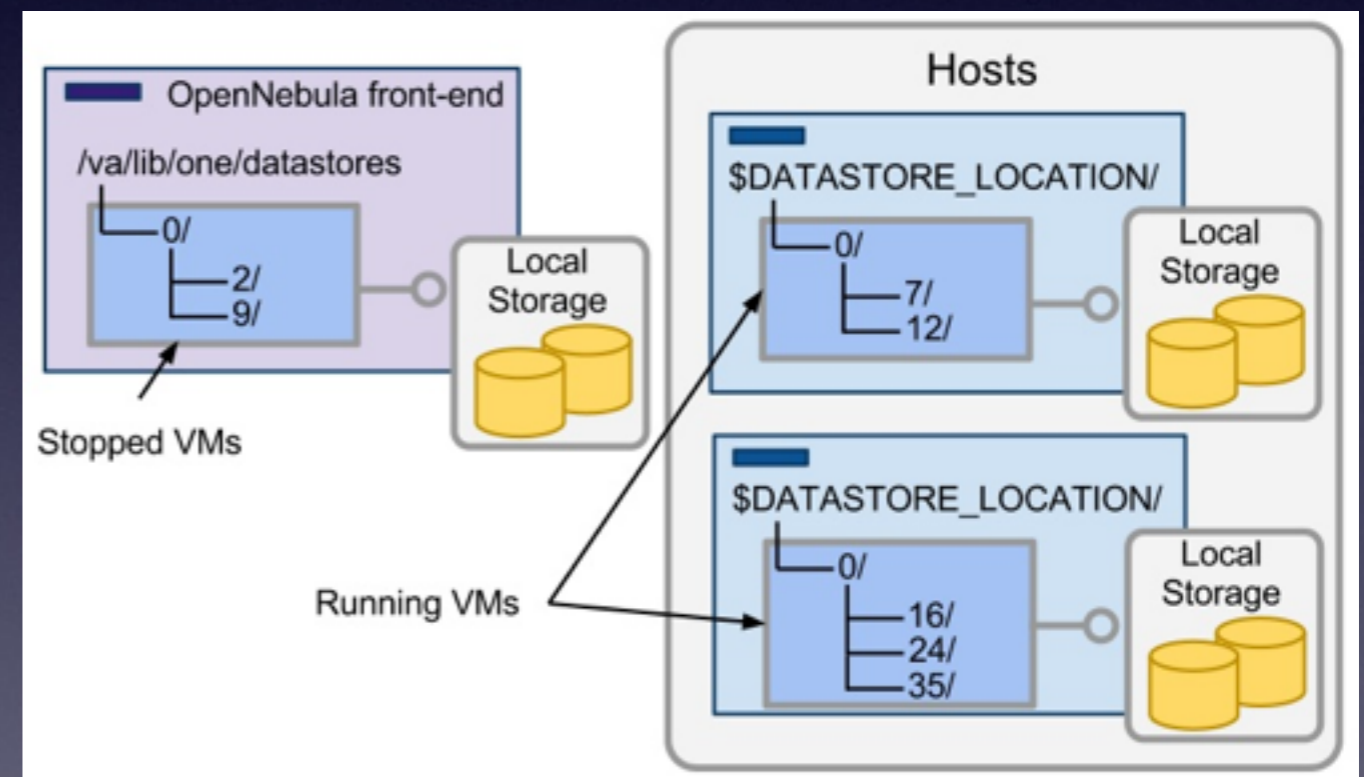 OpenNebula front-end
/va/lib/one/datastores
0/
2/
9/
Local
Storage
Stopped VMs
Running VMs
Hosts
$DATASTORE_LOCATION/
0/
7/
12/
Local
Storage
$DATASTORE_LOCATION/
0/
16/
24/
35/
Local
Storage